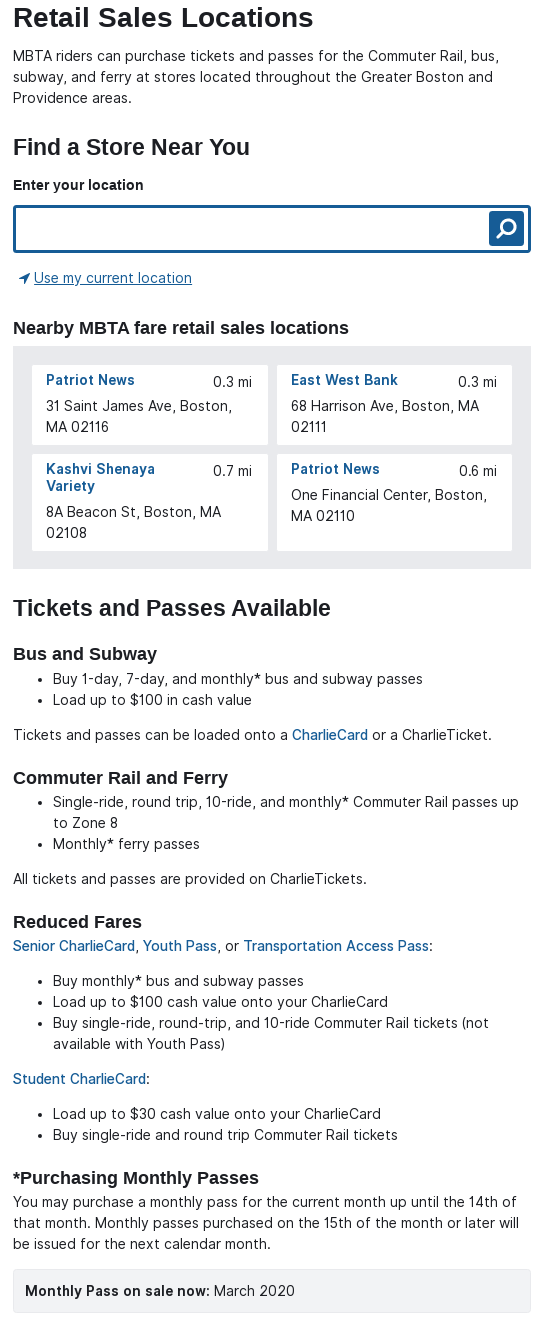 Retail Sales Locations
MBTA riders can purchase tickets and passes for the Commuter Rail, bus,
subway, and ferry at stores located throughout the Greater Boston and
Providence areas.
Find a Store Near You
Enter your location
Use my current location
Nearby MBTA fare retail sales locations
Patriot News 0.3 mi
31 Saint James Ave, Boston,
MA 02116
East West Bank 0.3 mi
68 Harrison Ave, Boston, MA
02111
Kashvi Shenaya 0.7 mi
Variety
8A Beacon St, Boston, MA
02108
Patriot News 0.6 mi
One Financial Center, Boston,
MA 02110
Tickets and Passes Available
Bus and Subway
• Buy 1-day, 7-day, and monthly* bus and subway passes
• Load up to $100 in cash value
Tickets and passes can be loaded onto a CharlieCard or a CharlieTicket.
Commuter Rail and Ferry
• Single-ride, round trip, 10-ride, and monthly* Commuter Rail passes up
to Zone 8
• Monthly* ferry passes
All tickets and passes are provided on CharlieTickets.
Reduced Fares
Senior CharlieCard, Youth Pass, or Transportation Access Pass:
• Buy monthly* bus and subway passes
• Load up to $100 cash value onto your CharlieCard
• Buy single-ride, round-trip, and 10-ride Commuter Rail tickets (not
available with Youth Pass)
Student CharlieCard:
• Load up to $30 cash value onto your CharlieCard
• Buy single-ride and round trip Commuter Rail tickets
*Purchasing Monthly Passes
You may purchase a monthly pass for the current month up until the 14th of
that month. Monthly passes purchased on the 15th of the month or later will
be issued for the next calendar month.
Monthly Pass on sale now: March 2020